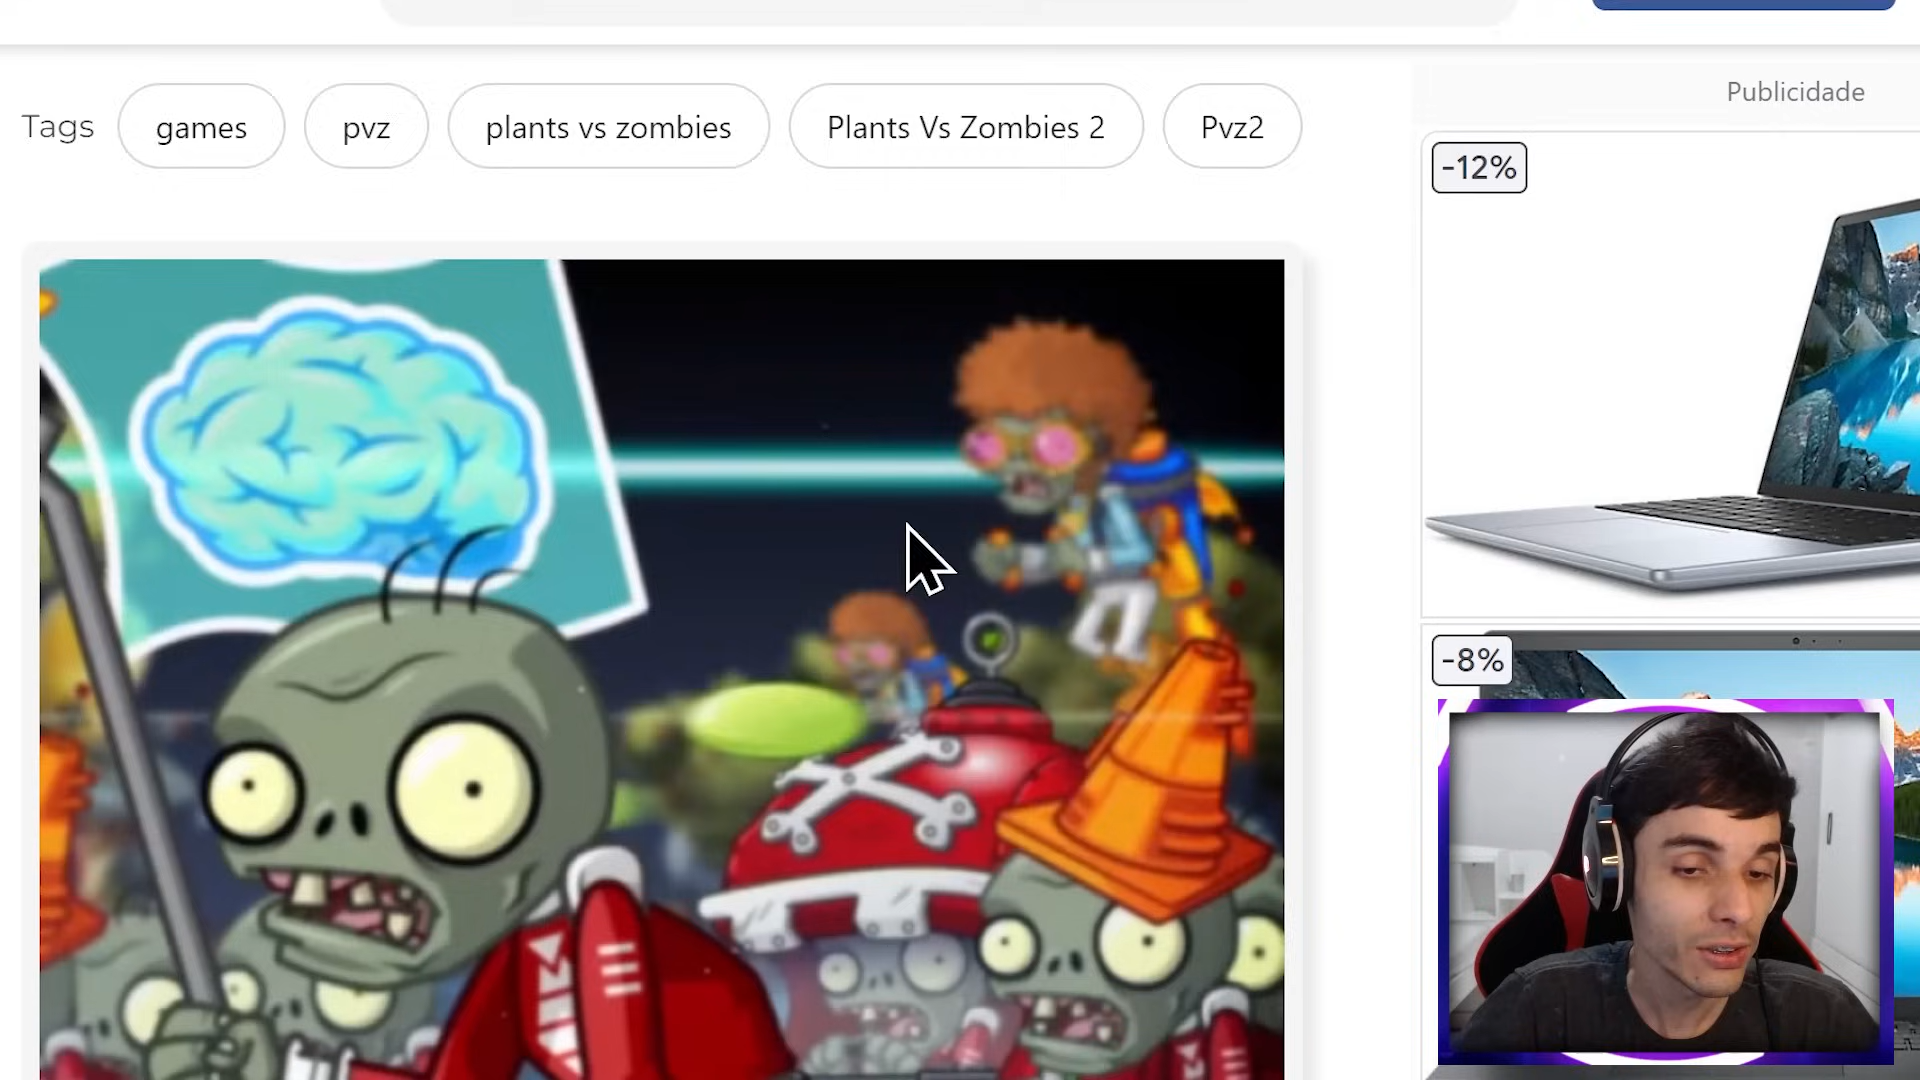 Tags games pvz plants vs zombies Plants Vs Zombies 2 Pvz2
Publicidade
-12%
-8%